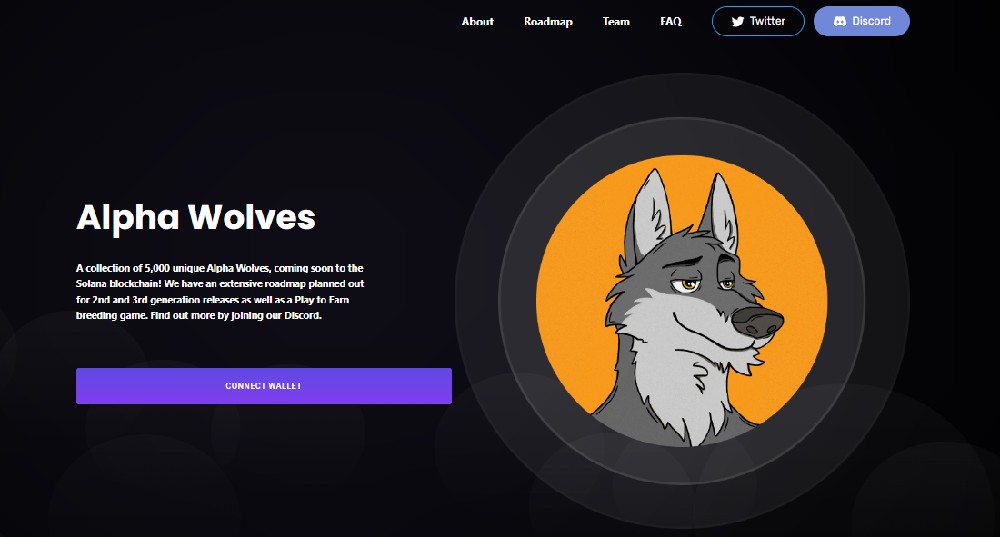 About Roadmap Team FAQ Twitter Discord
Alpha Wolves
A collection of 5,000 unique Alpha Wolves, coming soon to the
Solana blockchain! We have an extensive roadmap planned out
for 2nd and 3rd generation releases as well as a Play to Earn
breeding game. Find out more by joining our Discord.
CONNECT WALLET